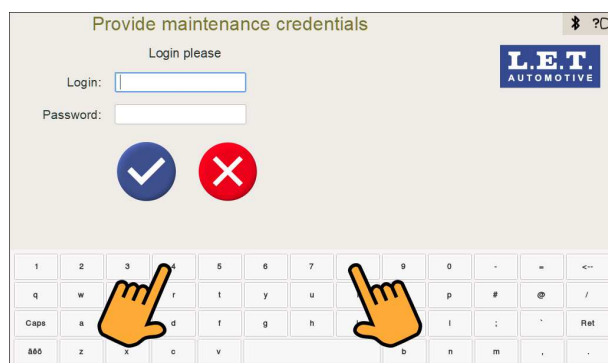 Provide maintenance credentials
?
Login please
L.E.T.
AUTOMOTIVE
Login:
Password:
1 2 3 4 5 6 7 9 0 - = <--
q w r t y u p # @ /
Caps a d f g h l ; ` Ret
âêô z x c v b n m , .